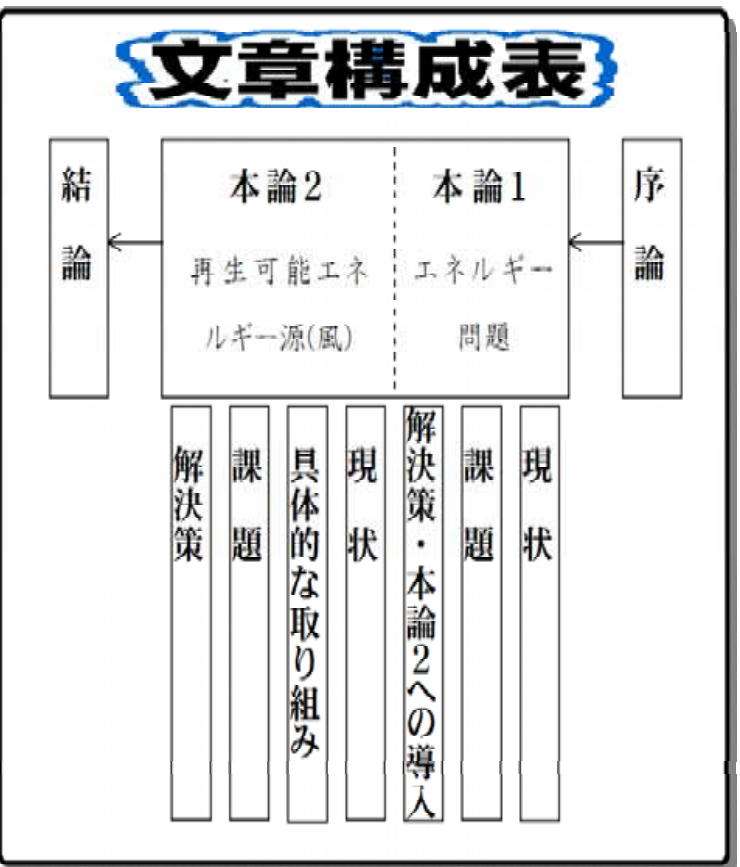 文章構成表
序論
本論1
エネルギー
問題
現状
課題
解決策・本論2への導入
本論2
再生可能エネ
ルギー源(風)
現状
具体的な取り組み
課題
解決策
結論